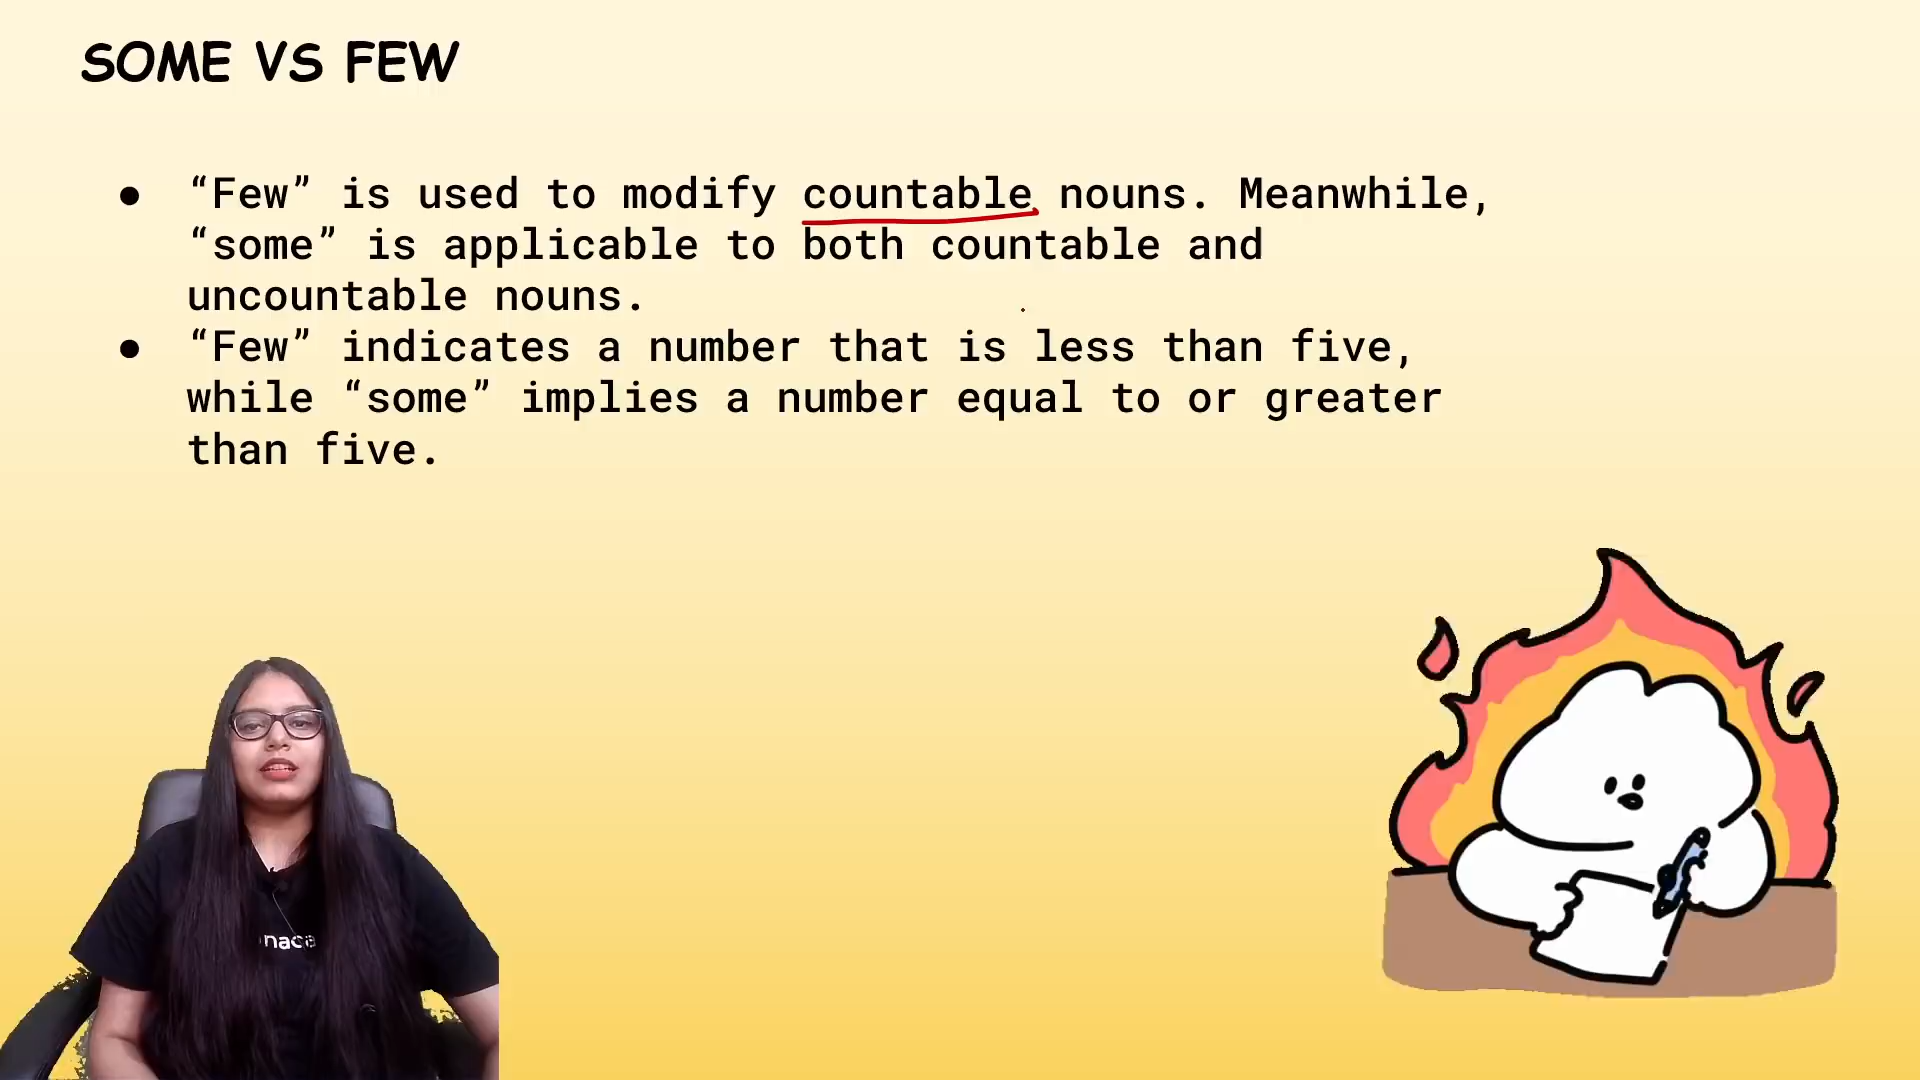 SOME VS FEW
● “Few” is used to modify countable nouns. Meanwhile,
“some” is applicable to both countable and
uncountable nouns.
● “Few” indicates a number that is less than five,
while “some” implies a number equal to or greater
than five.